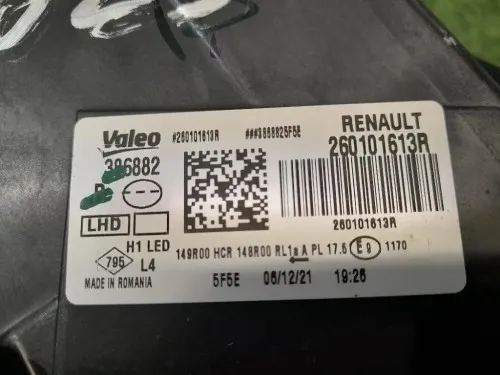 Valeo #260101613R ###3868825F5E RENAULT
386882 260101613R
LHD 260101613R
H1 LED 149R00 HCR 148R00 RL1a A PL 17.6 E9 1170
795 L4
MADE IN ROMANIA 5F5E 06/12/21 19:26